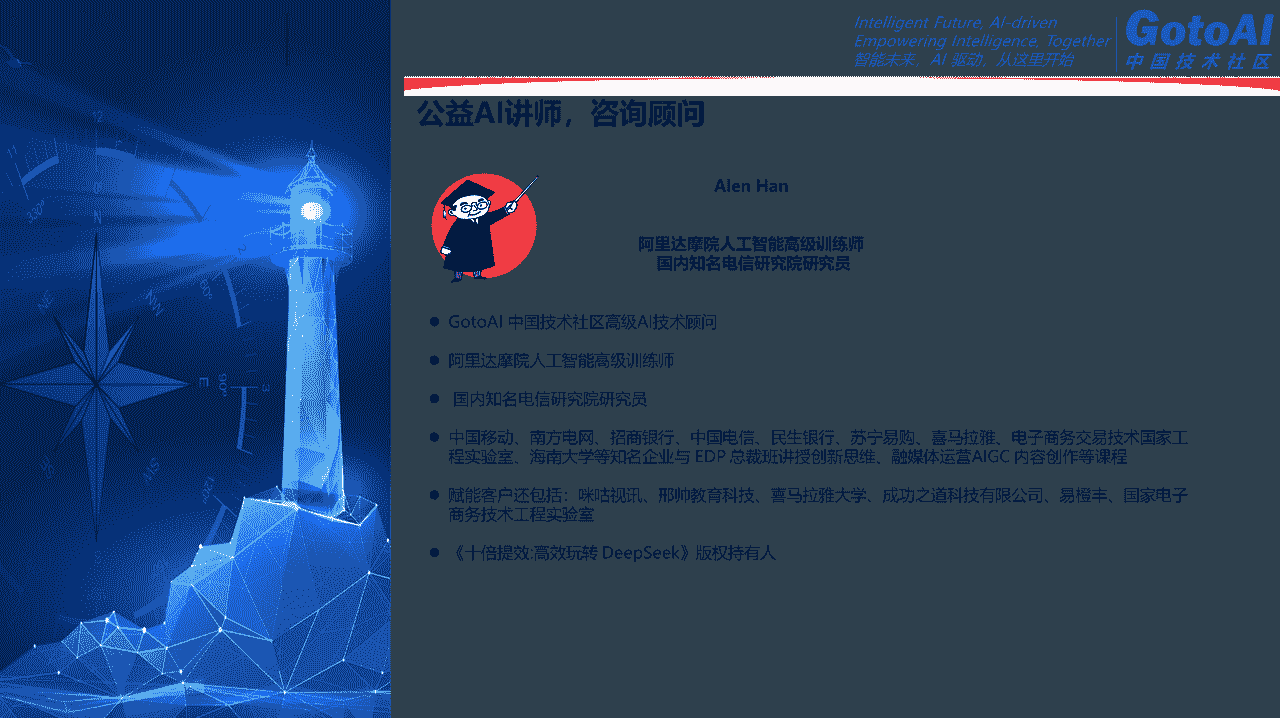 Intelligent Future, AI-driven
Empowering Intelligence, Together
智能未来，AI 驱动，从这里开始
GotoAI
中国技术社区
公益AI讲师，咨询顾问
Alen Han
阿里达摩院人工智能高级训练师
国内知名电信研究院研究员
GotoAI 中国技术社区高级AI技术顾问
阿里达摩院人工智能高级训练师
国内知名电信研究院研究员
中国移动、南方电网、招商银行、中国电信、民生银行、苏宁易购、喜马拉雅、电子商务交易技术国家工
程实验室、海南大学等知名企业与 EDP 总裁班讲授创新思维、融媒体运营AIGC 内容创作等课程
赋能客户还包括：咪咕视讯、邢帅教育科技、喜马拉雅大学、成功之道科技有限公司、易橙丰、国家电子
商务技术工程实验室
《十倍提效:高效玩转 DeepSeek》版权持有人
12
11
330°
N
NE
NW
E
90°
3
60°
120°